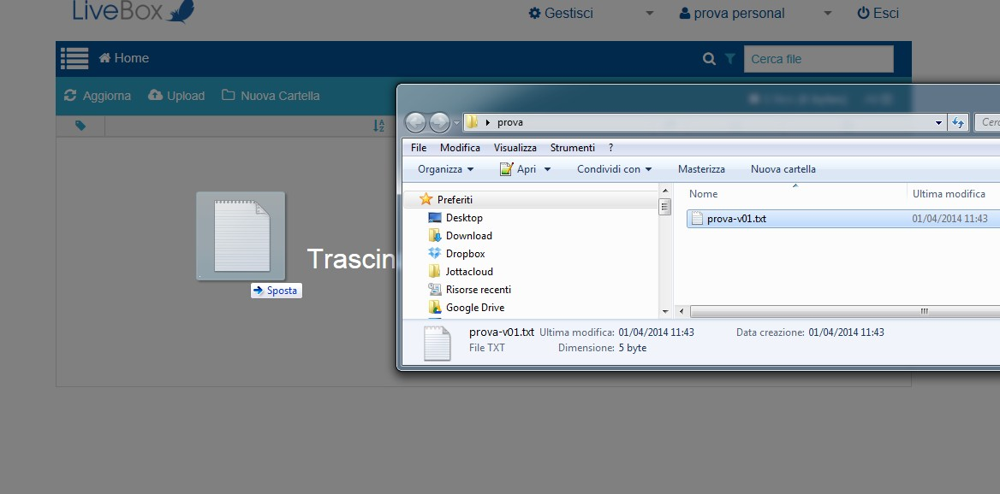 LiveBox
Gestisci
prova personal
Esci
Home
Cerca file
Aggiorna
Upload
Nuova Cartella
prova
File Modifica Visualizza Strumenti ?
Organizza Apri Condividi con Masterizza Nuova cartella
Preferiti
Desktop
Download
Dropbox
Jottacloud
Risorse recenti
Google Drive
Nome Ultima modifica
prova-v01.txt 01/04/2014 11:43
Trascin
Sposta
prova-v01.txt Ultima modifica: 01/04/2014 11:43 Data creazione: 01/04/2014 11:43
File TXT Dimensione: 5 byte